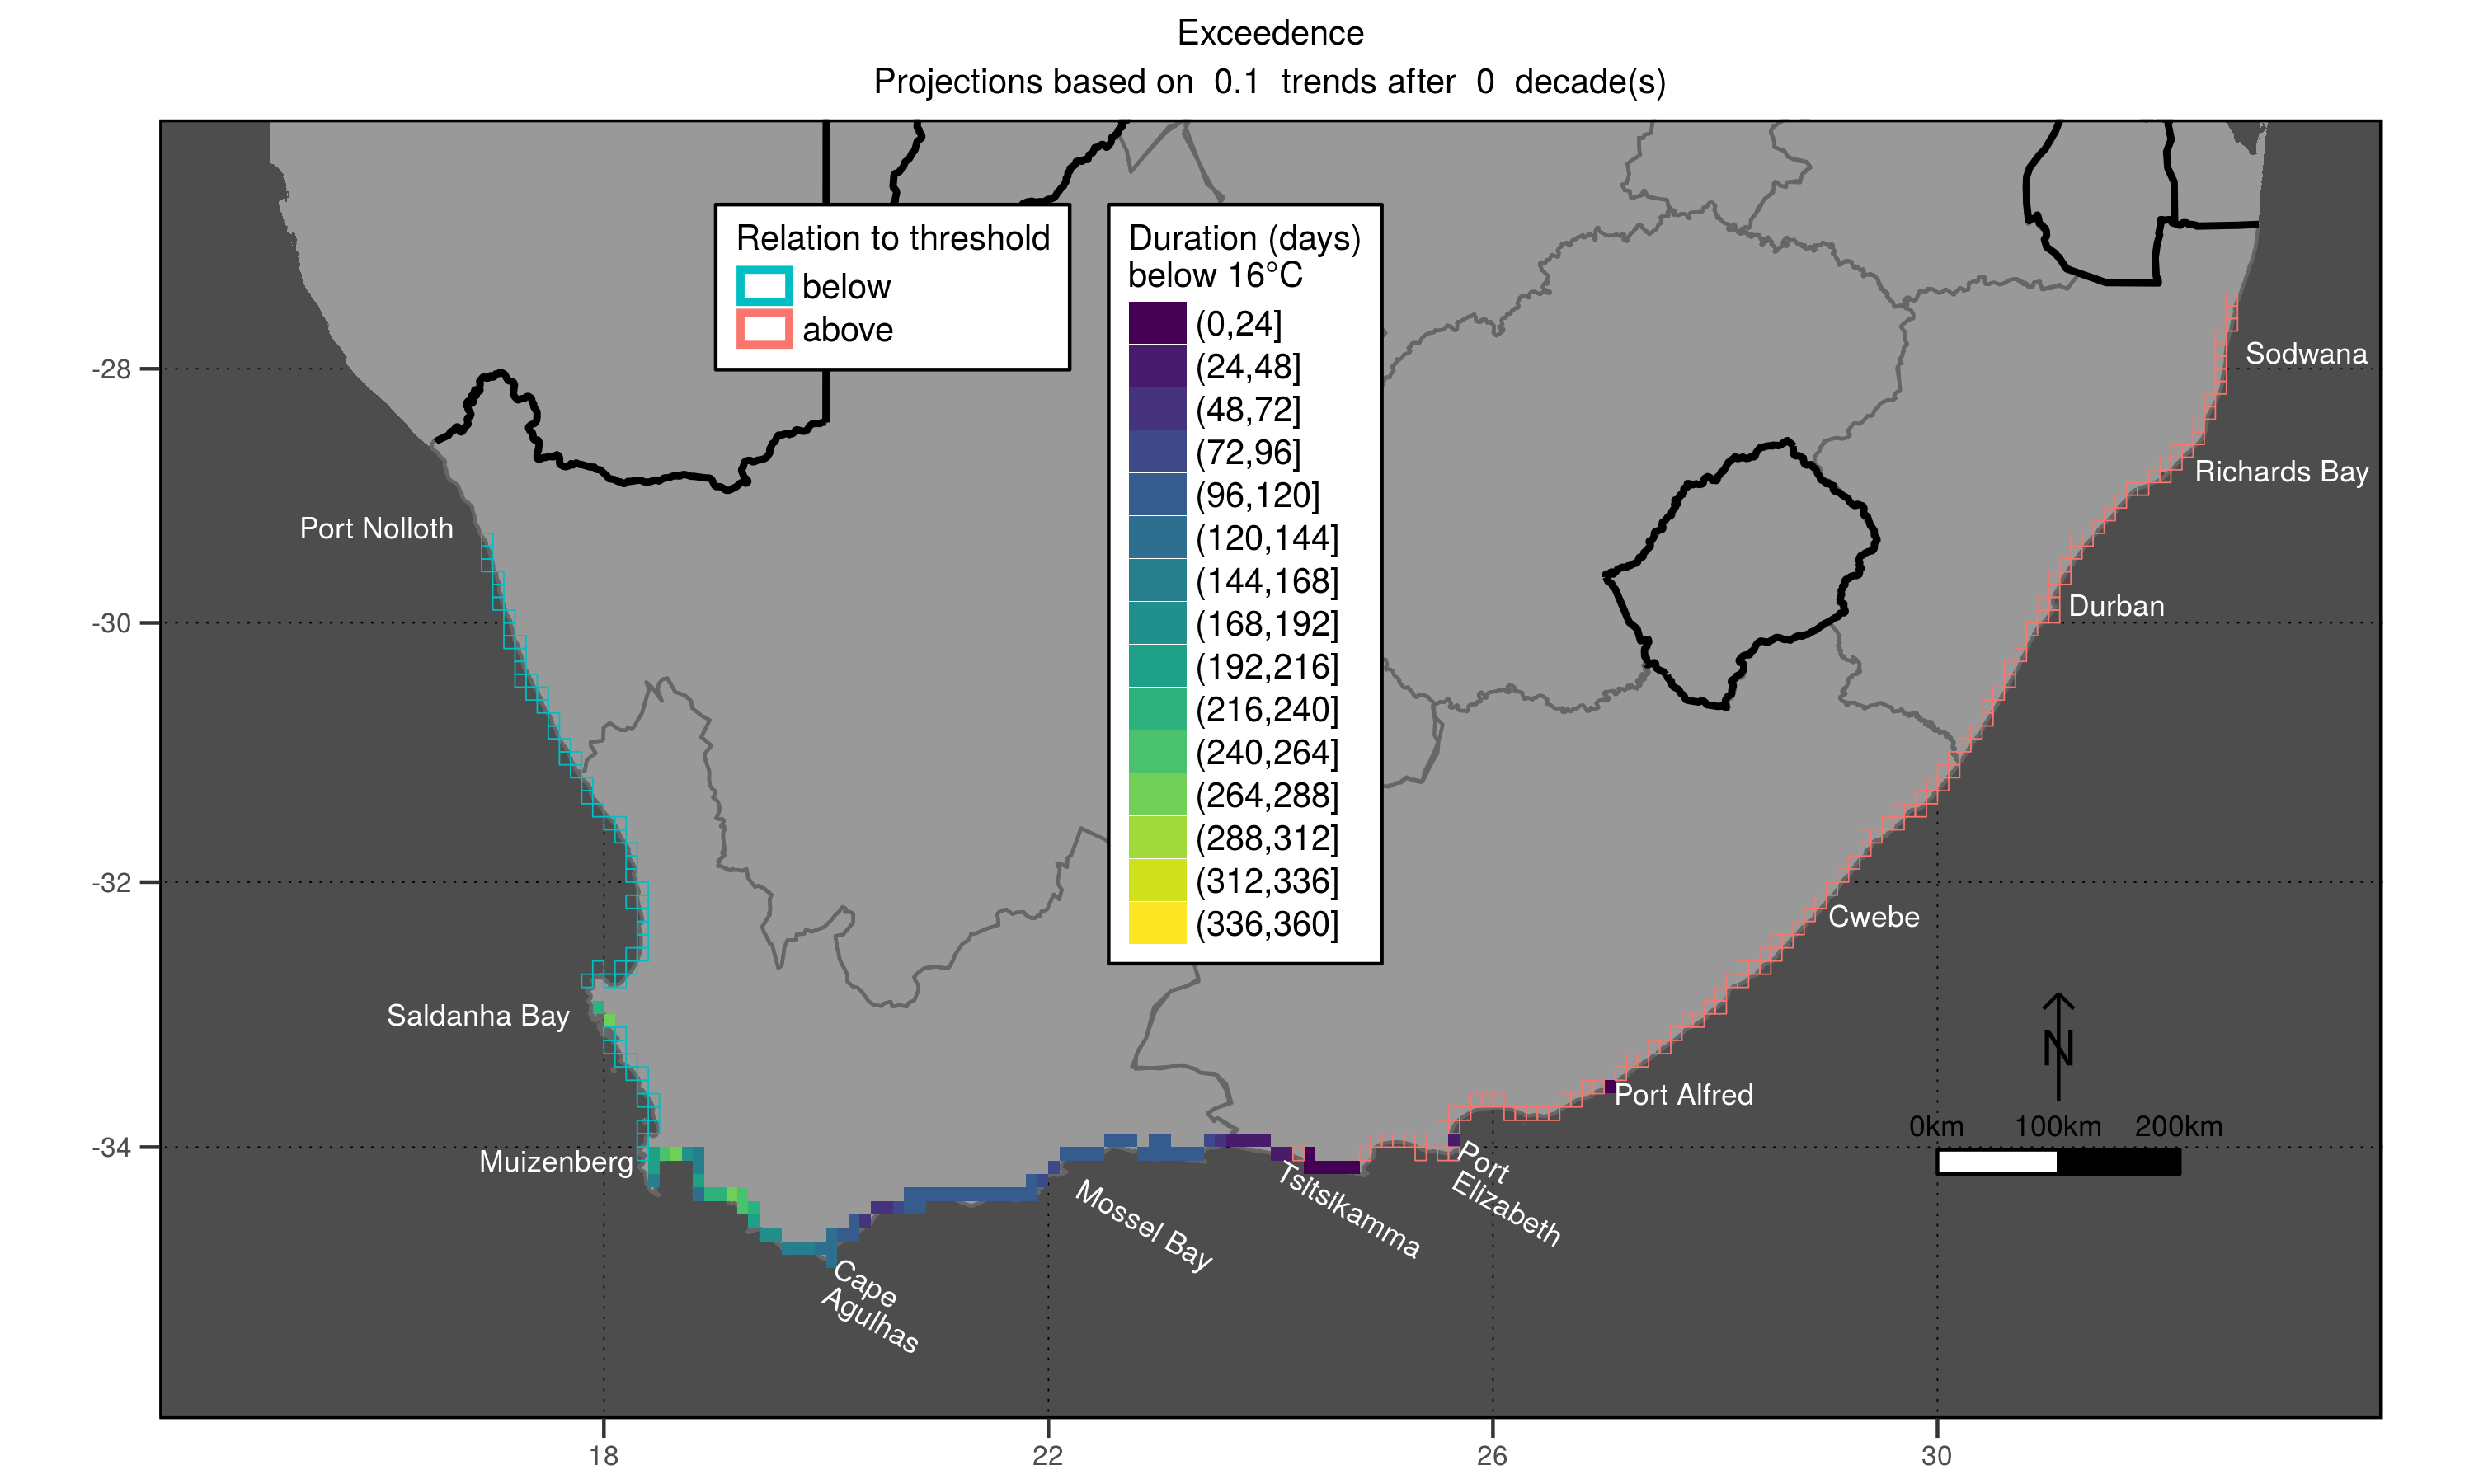 Exceedence
Projections based on  0.1  trends after  0  decade(s)
Relation to threshold
below
above
Duration (days)
below 16°C
(0,24]
(24,48]
(48,72]
(72,96]
(96,120]
(120,144]
(144,168]
(168,192]
(192,216]
(216,240]
(240,264]
(264,288]
(288,312]
(312,336]
(336,360]
-28
-30
-32
-34
Port Nolloth
Saldanha Bay
Muizenberg
Cape
Agulhas
Mossel Bay
Tsitsikamma
Port
Elizabeth
Port Alfred
Cwebe
Durban
Richards Bay
Sodwana
N
0km 100km 200km
18 22 26 30